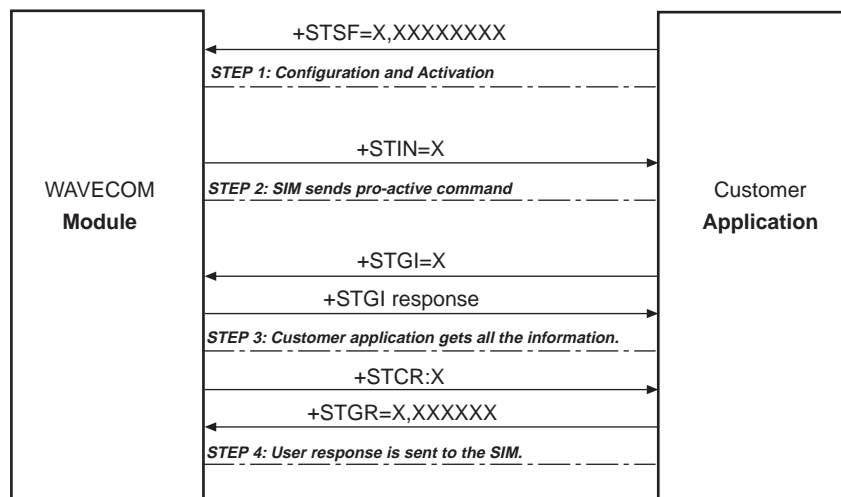 +STSF=X,XXXXXXXX
STEP 1: Configuration and Activation
+STIN=X
STEP 2: SIM sends pro-active command
WAVECOM
Module
Customer
Application
+STGI=X
+STGI response
STEP 3: Customer application gets all the information.
+STCR:X
+STGR=X,XXXXXX
STEP 4: User response is sent to the SIM.